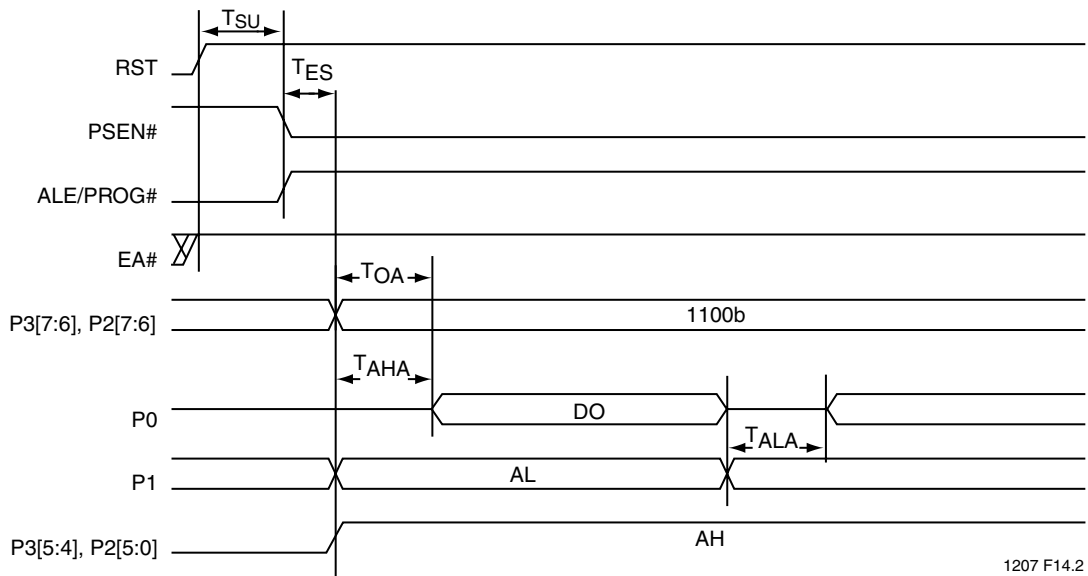 TSU
RST
TES
PSEN#
ALE/PROG#
EA#
TOA
P3[7:6], P2[7:6]
1100b
TAHA
P0
DO
TALA
P1
AL
P3[5:4], P2[5:0]
AH
1207 F14.2